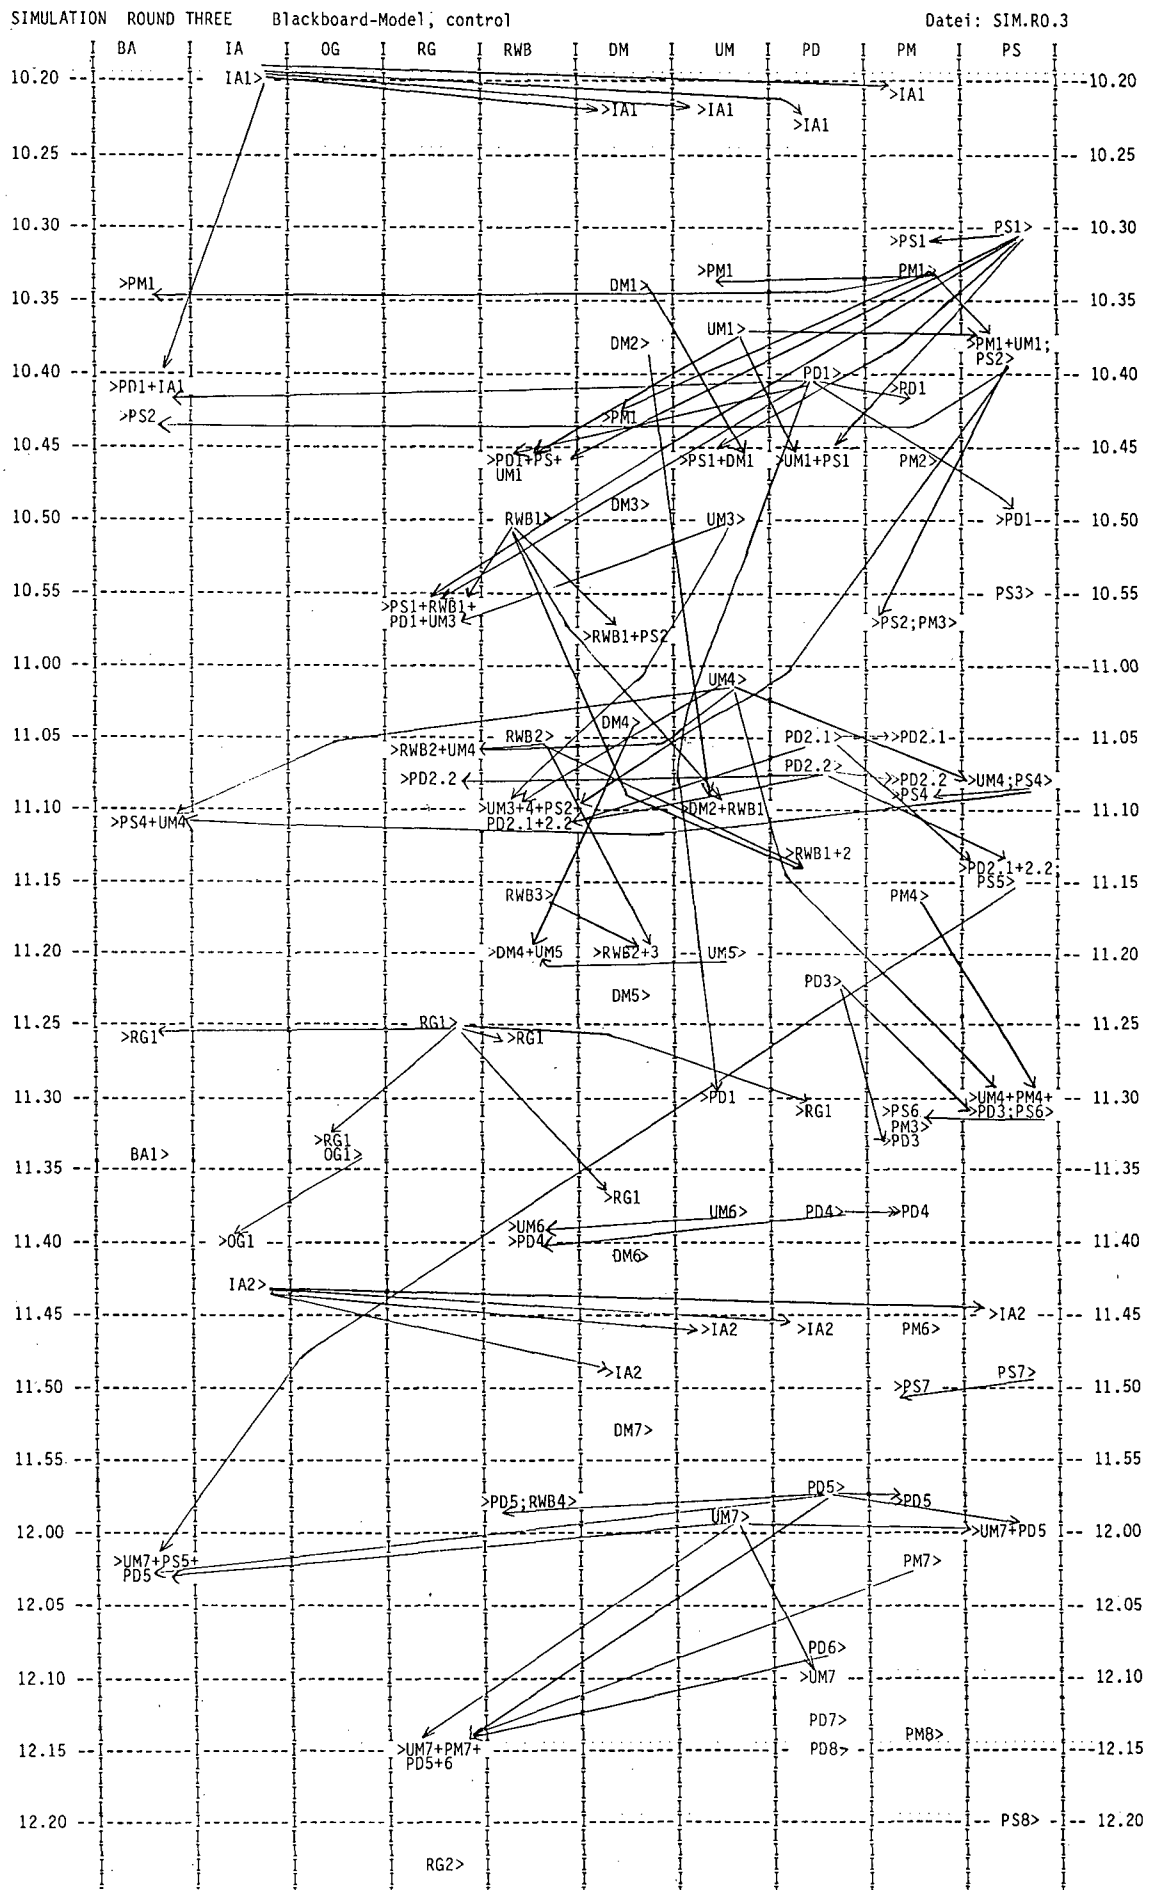 SIMULATION ROUND THREE Blackboard-Model, control Datei: SIM.RO.3
I BA I IA I OG I RG I RWB I DM I UM I PD I PM I PS I
10.20 IA1> >IA1 10.20
>IA1 >IA1 >IA1
10.25 10.25
10.30 PS1> 10.30
>PS1
>PM1 DM1> >PM1 PM1>
10.35 10.35
UM1>
DM2> >PM1+UM1;
PS2>
10.40 PD1> 10.40
>PD1+IA1 >PD1
>PS2 >PM1
10.45 10.45
>PD1+PS+ >PS1+DM1 >UM1+PS1 PM2>
UM1
DM3>
10.50 RWB1> UM3> >PD1 10.50
10.55 PS3> 10.55
>PS1+RWB1+
PD1+UM3 >RWB1+PS2 >PS2;PM3>
11.00 11.00
UM4>
DM4>
11.05 >RWB2+UM4 RWB2> PD2.1> >PD2.1 11.05
>PD2.2 PD2.2> >PD2.2 >UM4;PS4>
>PS4
11.10 >PS4+UM4 >UM3+4+PS2+ >DM2+RWB1 11.10
PD2.1+2.2
>RWB1+2
>PD2.1+2.2;
11.15 RWB3> PM4> PS5> 11.15
11.20 >DM4+UM5 >RWB2+3 UM5> 11.20
DM5> PD3>
11.25 >RG1 RG1> >RG1 11.25
11.30 >PD1 >RG1 >UM4+PM4+ 11.30
>PS6 >PD3;PS6>
PM3>
>RG1 >PD3
BA1> OG1>
11.35 11.35
>RG1
>UM6 UM6> PD4> >PD4
11.40 >OG1 >PD4 11.40
DM6>
IA2>
11.45 >IA2 >IA2 PM6> >IA2 11.45
>IA2 PS7>
11.50 >PS7 11.50
DM7>
11.55 11.55
>PD5;RWB4> PD5> >PD5
12.00 UM7> >UM7+PD5 12.00
>UM7+PS5+ PM7>
PD5
12.05 12.05
PD6>
12.10 >UM7 12.10
PD7>
PM8>
12.15 >UM7+PM7+ PD8> 12.15
PD5+6
12.20 PS8> 12.20
RG2>